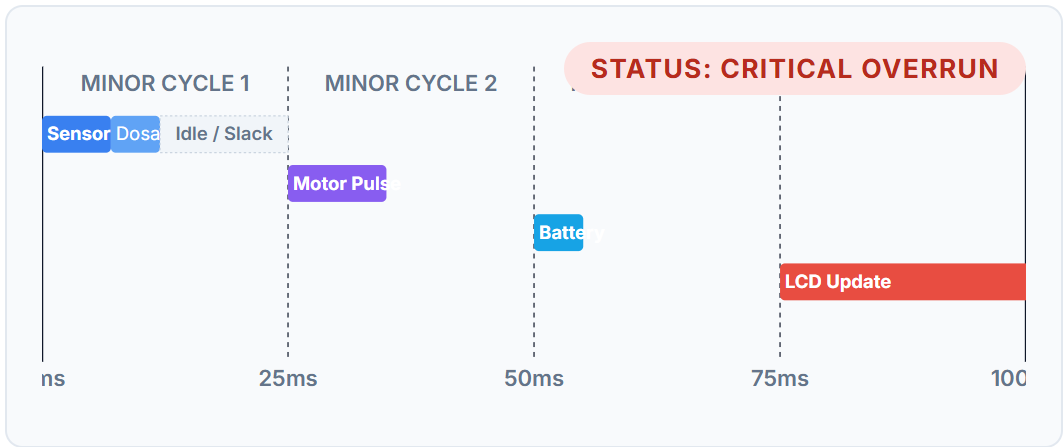 STATUS: CRITICAL OVERRUN
MINOR CYCLE 1
MINOR CYCLE 2
Sensor
Dosa
Idle / Slack
Motor Pulse
Battery
LCD Update
ms
25ms
50ms
75ms
100